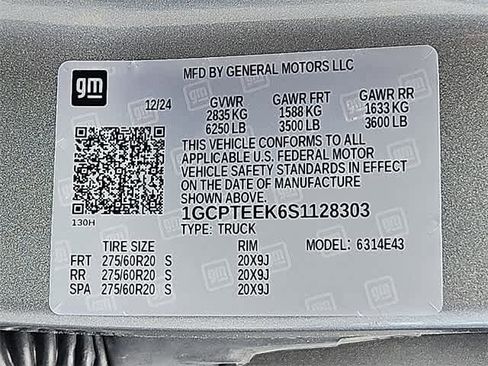 MFD BY GENERAL MOTORS LLC
gm
12/24 GVWR GAWR FRT GAWR RR
2835 KG 1588 KG 1633 KG
6250 LB 3500 LB 3600 LB
THIS VEHICLE CONFORMS TO ALL
APPLICABLE U.S. FEDERAL MOTOR
VEHICLE SAFETY STANDARDS IN EFFECT
ON THE DATE OF MANUFACTURE
SHOWN ABOVE.
1GCPTEEK6S1128303
130H
TYPE: TRUCK
TIRE SIZE RIM MODEL: 6314E43
FRT 275/60R20 S 20X9J
RR 275/60R20 S 20X9J
SPA 275/60R20 S 20X9J